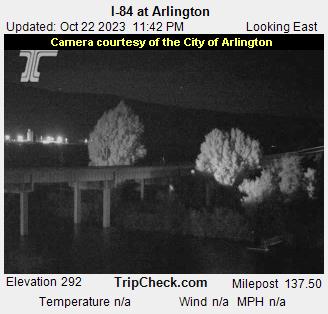 I-84 at Arlington
Updated: Oct 22 2023 11:42 PM Looking East
Camera courtesy of the City of Arlington
Elevation 292 TripCheck.com Milepost 137.50
Temperature n/a Wind n/a MPH n/a